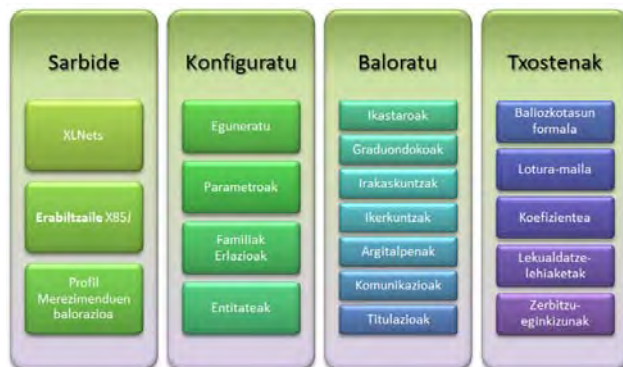 Sarbide
XLNets
Erabiltzaile X85J
Profil
Merezimenduen
balorazioa
Konfiguratu
Eguneratu
Parametroak
Familiak
Erlazioak
Entitateak
Baloratu
Ikastaroak
Graduondokoak
Irakaskuntzak
Ikerkuntzak
Argitalpenak
Komunikazioak
Titulazioak
Txostenak
Baliozkotasun
formala
Lotura-maila
Koefizientea
Lekualdatze-
lehiaketak
Zerbitzu-
eginkizunak